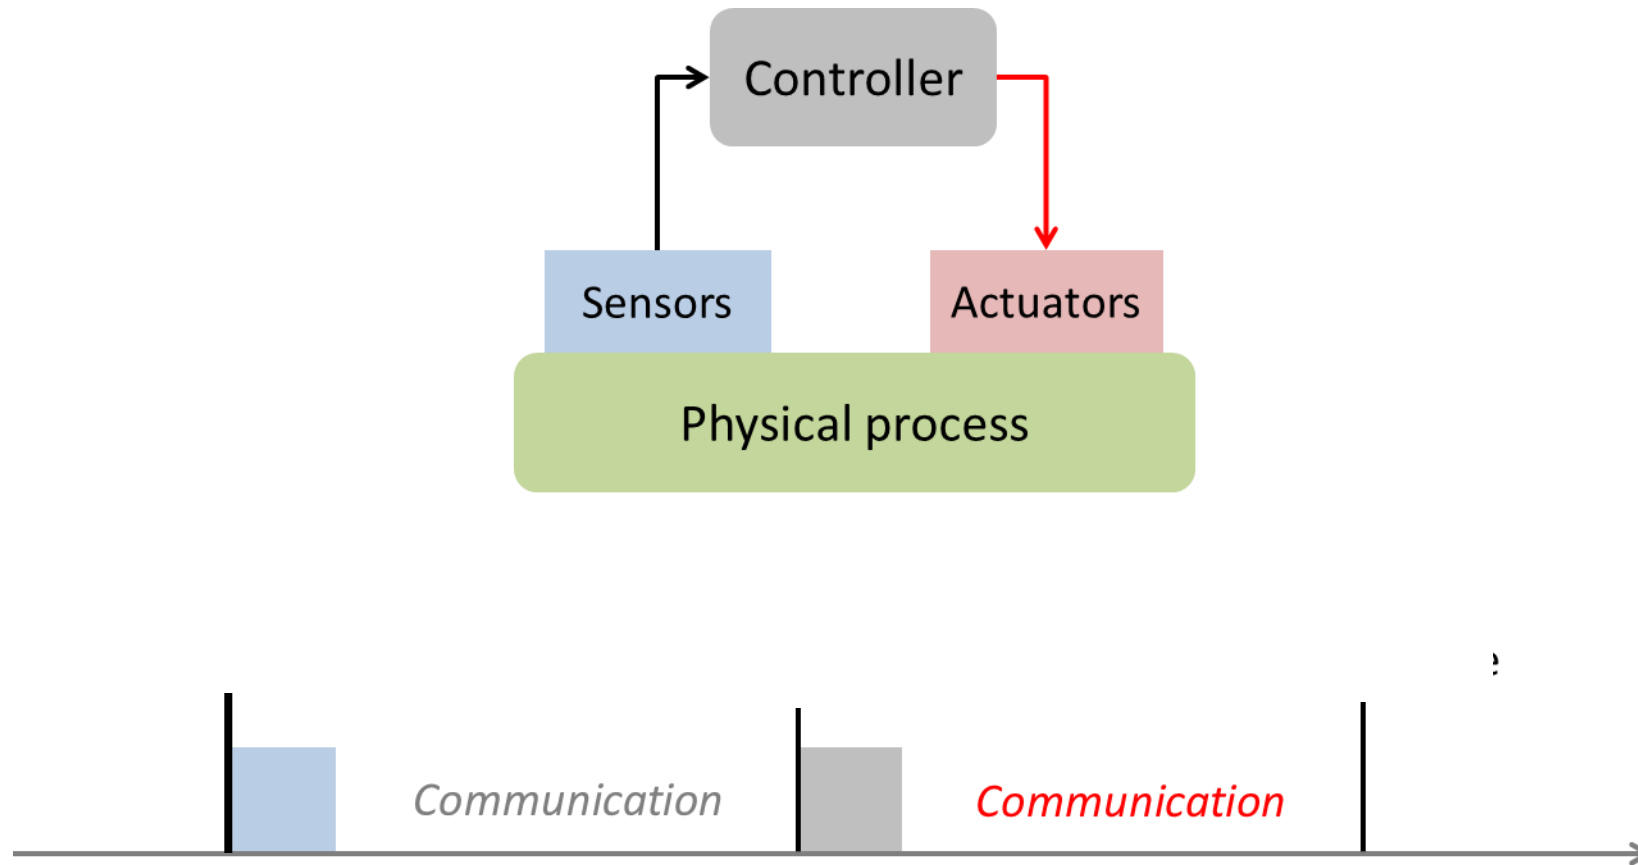 Controller
Sensors
Actuators
Physical process
Communication
Communication